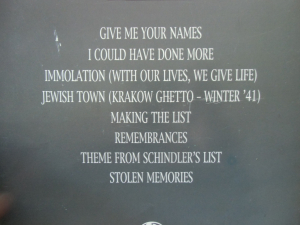 GIVE ME YOUR NAMES
I COULD HAVE DONE MORE
IMMOLATION (WITH OUR LIVES, WE GIVE LIFE)
JEWISH TOWN (KRAKOW GHETTO - WINTER '41)
MAKING THE LIST
REMEMBRANCES
THEME FROM SCHINDLER'S LIST
STOLEN MEMORIES